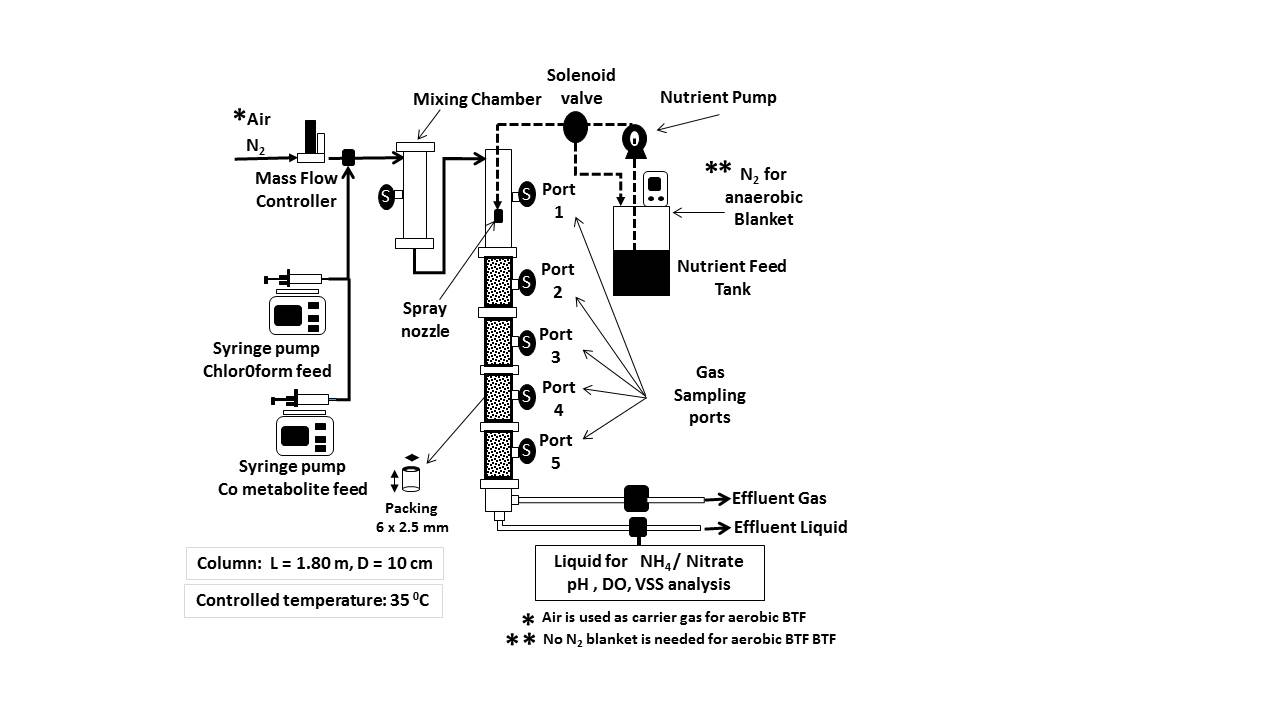 Solenoid
valve
Mixing Chamber
Nutrient Pump
*Air
N2
Mass Flow
Controller
S
S
Port
1
** N2 for
anaerobic
Blanket
Nutrient Feed
Tank
S
Port
2
Spray
nozzle
S
Port
3
Syringe pump
Chlor0form feed
S
Port
4
Gas
Sampling
ports
S
Port
5
Syringe pump
Co metabolite feed
Packing
6 x 2.5 mm
Effluent Gas
Effluent Liquid
Column: L = 1.80 m, D = 10 cm
Controlled temperature: 35 ⁰C
Liquid for NH4/ Nitrate
pH , DO, VSS analysis
* Air is used as carrier gas for aerobic BTF
** No N2 blanket is needed for aerobic BTF BTF